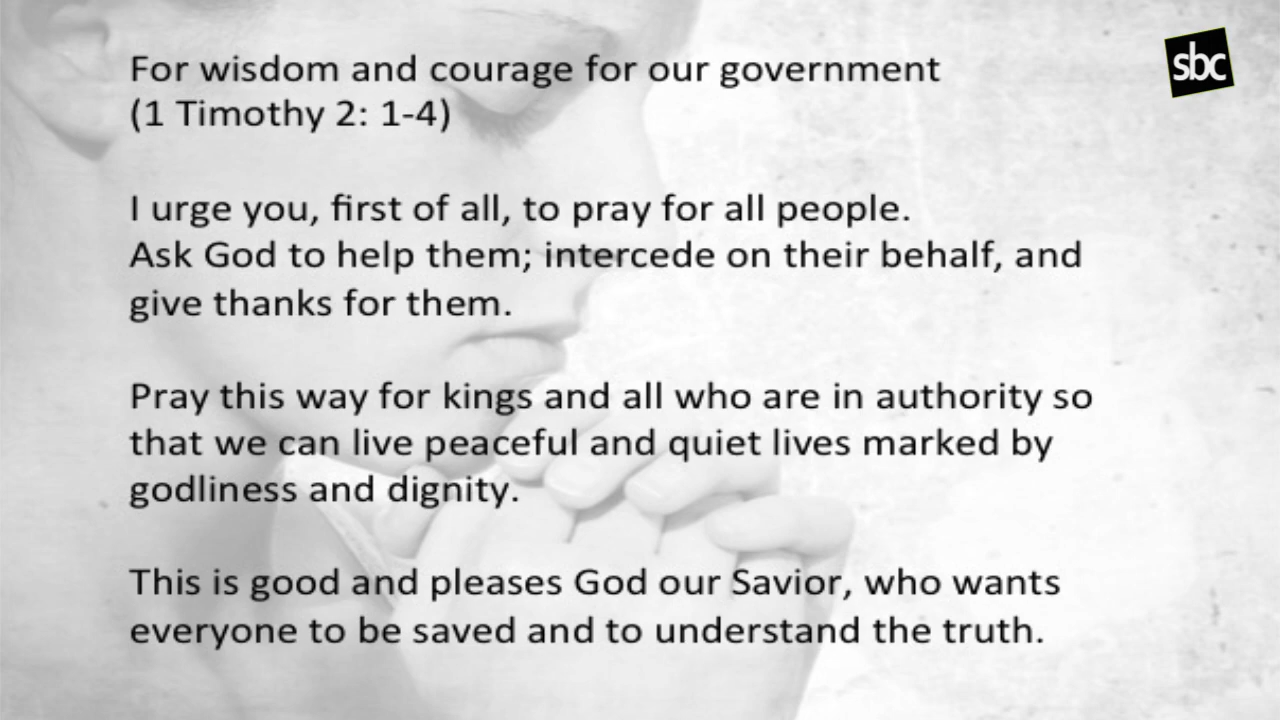 For wisdom and courage for our government
(1 Timothy 2: 1-4)
I urge you, first of all, to pray for all people.
Ask God to help them; intercede on their behalf, and
give thanks for them.
Pray this way for kings and all who are in authority so
that we can live peaceful and quiet lives marked by
godliness and dignity.
This is good and pleases God our Savior, who wants
everyone to be saved and to understand the truth.
sbc